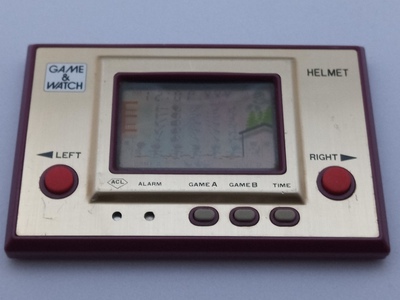 GAME
&
WATCH
HELMET
LEFT
RIGHT
ACL
ALARM
GAME A
GAME B
TIME